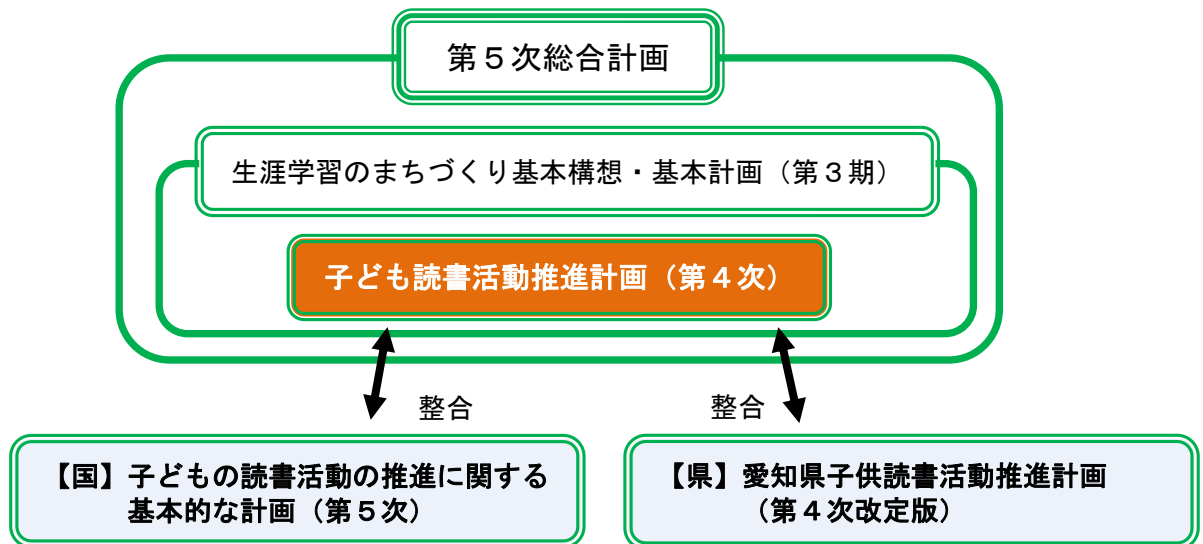 第５次総合計画
生涯学習のまちづくり基本構想・基本計画（第３期）
子ども読書活動推進計画（第４次）
整合
整合
【国】子どもの読書活動の推進に関する
基本的な計画（第５次）
【県】愛知県子供読書活動推進計画
（第４次改定版）